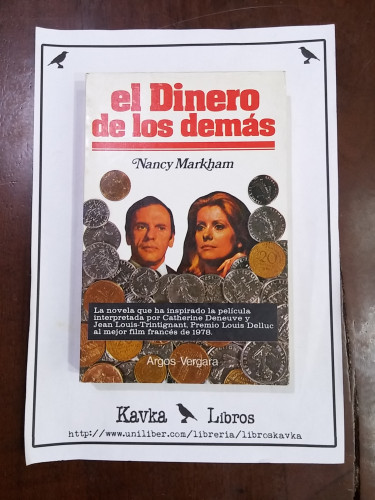 el Dinero
de los demás
Nancy Markham
20
La novela que ha inspirado la película
interpretada por Catherine Deneuve y
Jean Louis-Trintignant, Premio Louis Delluc
al mejor film francés de 1978.
Argos-Vergara
Kavka Libros
http://www.uniliber.com/libreria/libroskavka